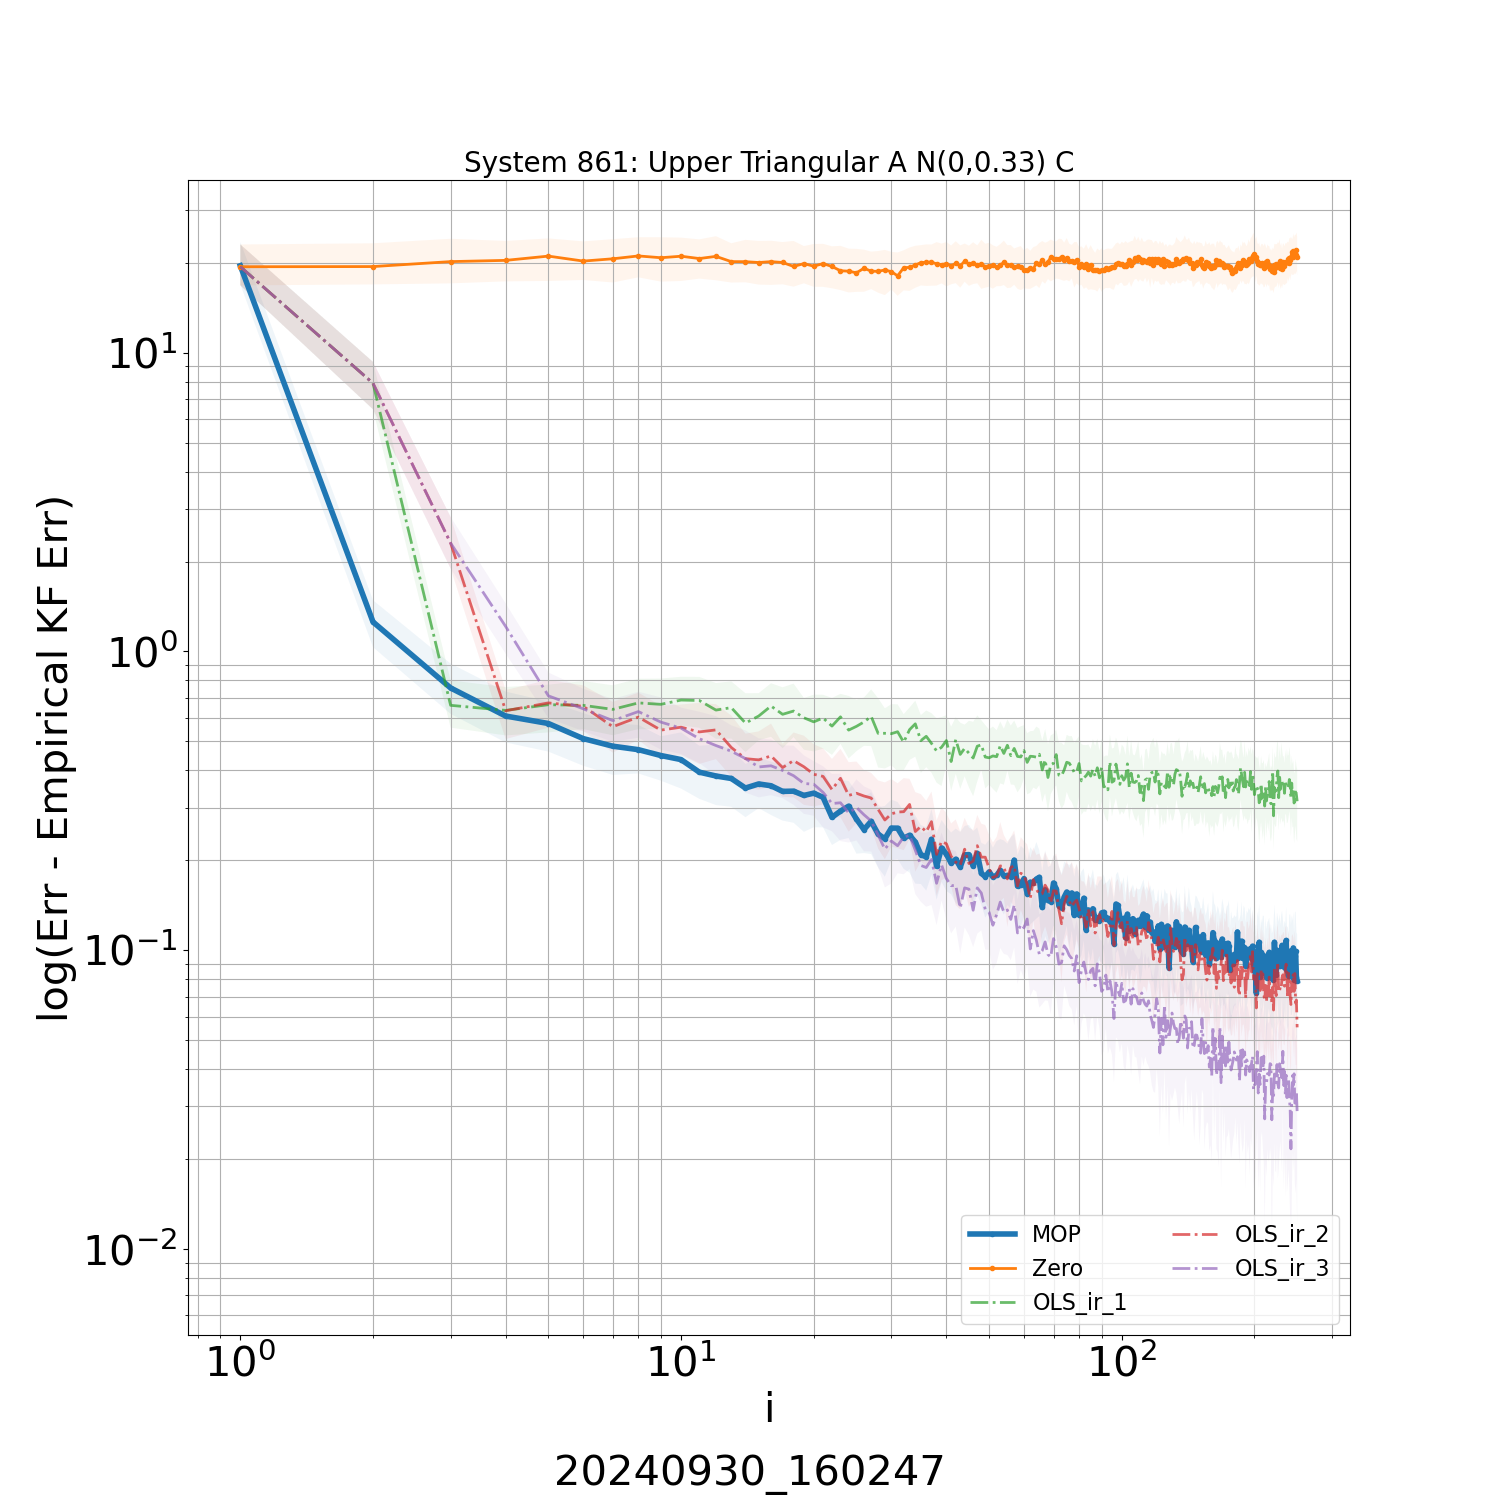 System 861: Upper Triangular A N(0,0.33) C
log(Err - Empirical KF Err)
10¹
10⁰
10⁻¹
10⁻²
MOP
Zero
OLS_ir_1
OLS_ir_2
OLS_ir_3
10⁰
10¹
10²
i
20240930_160247